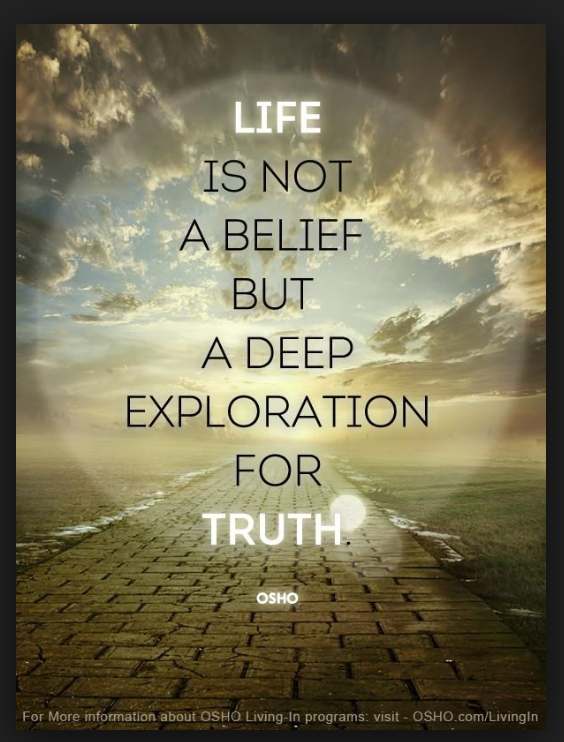 LIFE
IS NOT
A BELIEF
BUT
A DEEP
EXPLORATION
FOR
TRUTH.
OSHO
For More information about OSHO Living-In programs: visit - OSHO.com/LivingIn